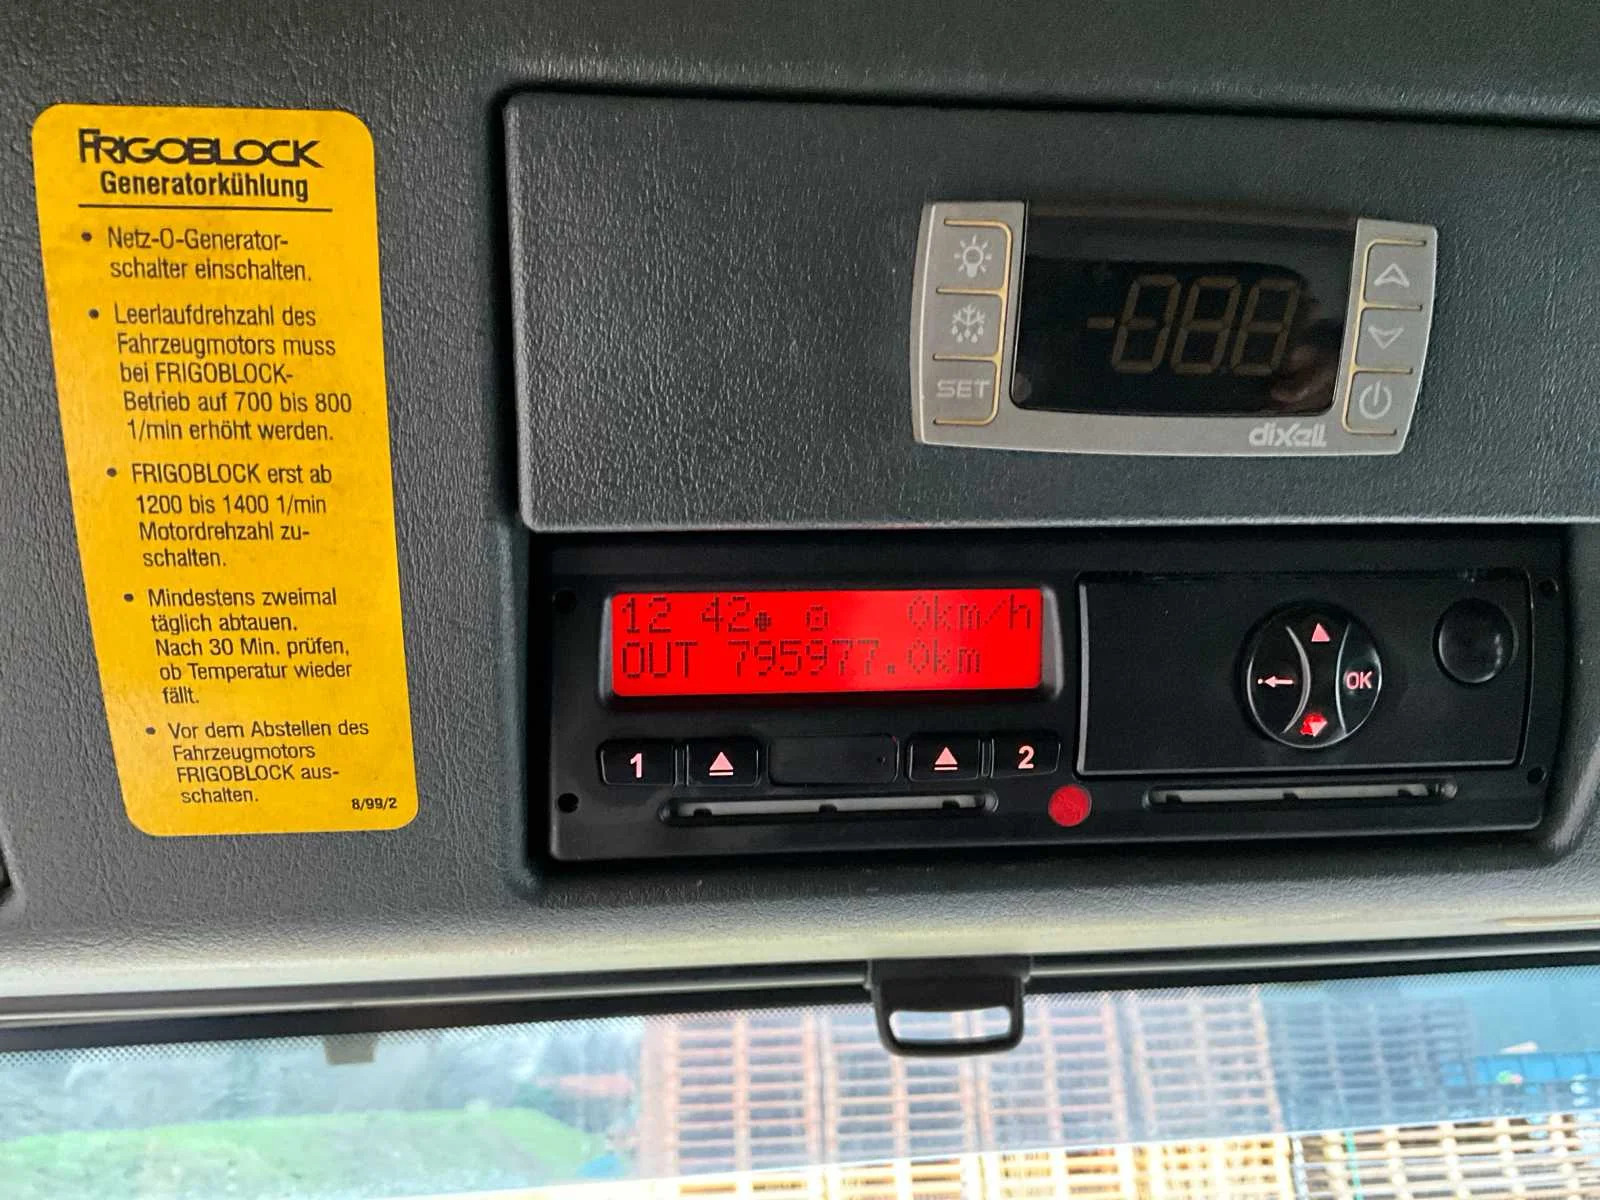 FRIGOBLOCK
Generatorkühlung
• Netz-O-Generator-
schalter einschalten.
• Leerlaufdrehzahl des
Fahrzeugmotors muss
bei FRIGOBLOCK-
Betrieb auf 700 bis 800
1/min erhöht werden.
• FRIGOBLOCK erst ab
1200 bis 1400 1/min
Motordrehzahl zu-
schalten.
• Mindestens zweimal
täglich abtauen.
Nach 30 Min. prüfen,
ob Temperatur wieder
fällt.
• Vor dem Abstellen des
Fahrzeugmotors
FRIGOBLOCK aus-
schalten.
8/99/2
SET
-88.8
dixell
12 42 0km/h
OUT 795977.0km
1
2
OK